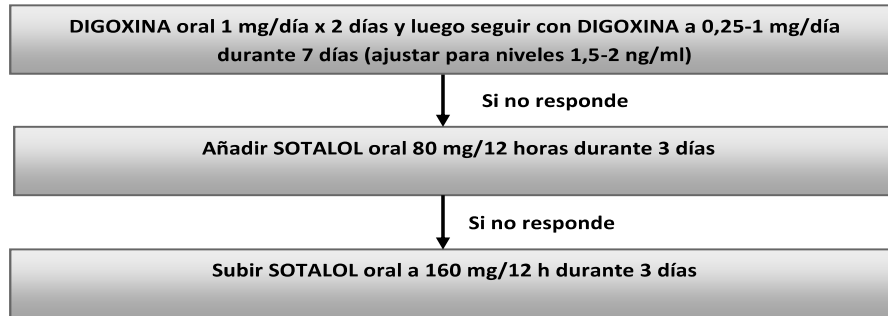 DIGOXINA oral 1 mg/día x 2 días y luego seguir con DIGOXINA a 0,25-1 mg/día
durante 7 días (ajustar para niveles 1,5-2 ng/ml)
Si no responde
Añadir SOTALOL oral 80 mg/12 horas durante 3 días
Si no responde
Subir SOTALOL oral a 160 mg/12 h durante 3 días